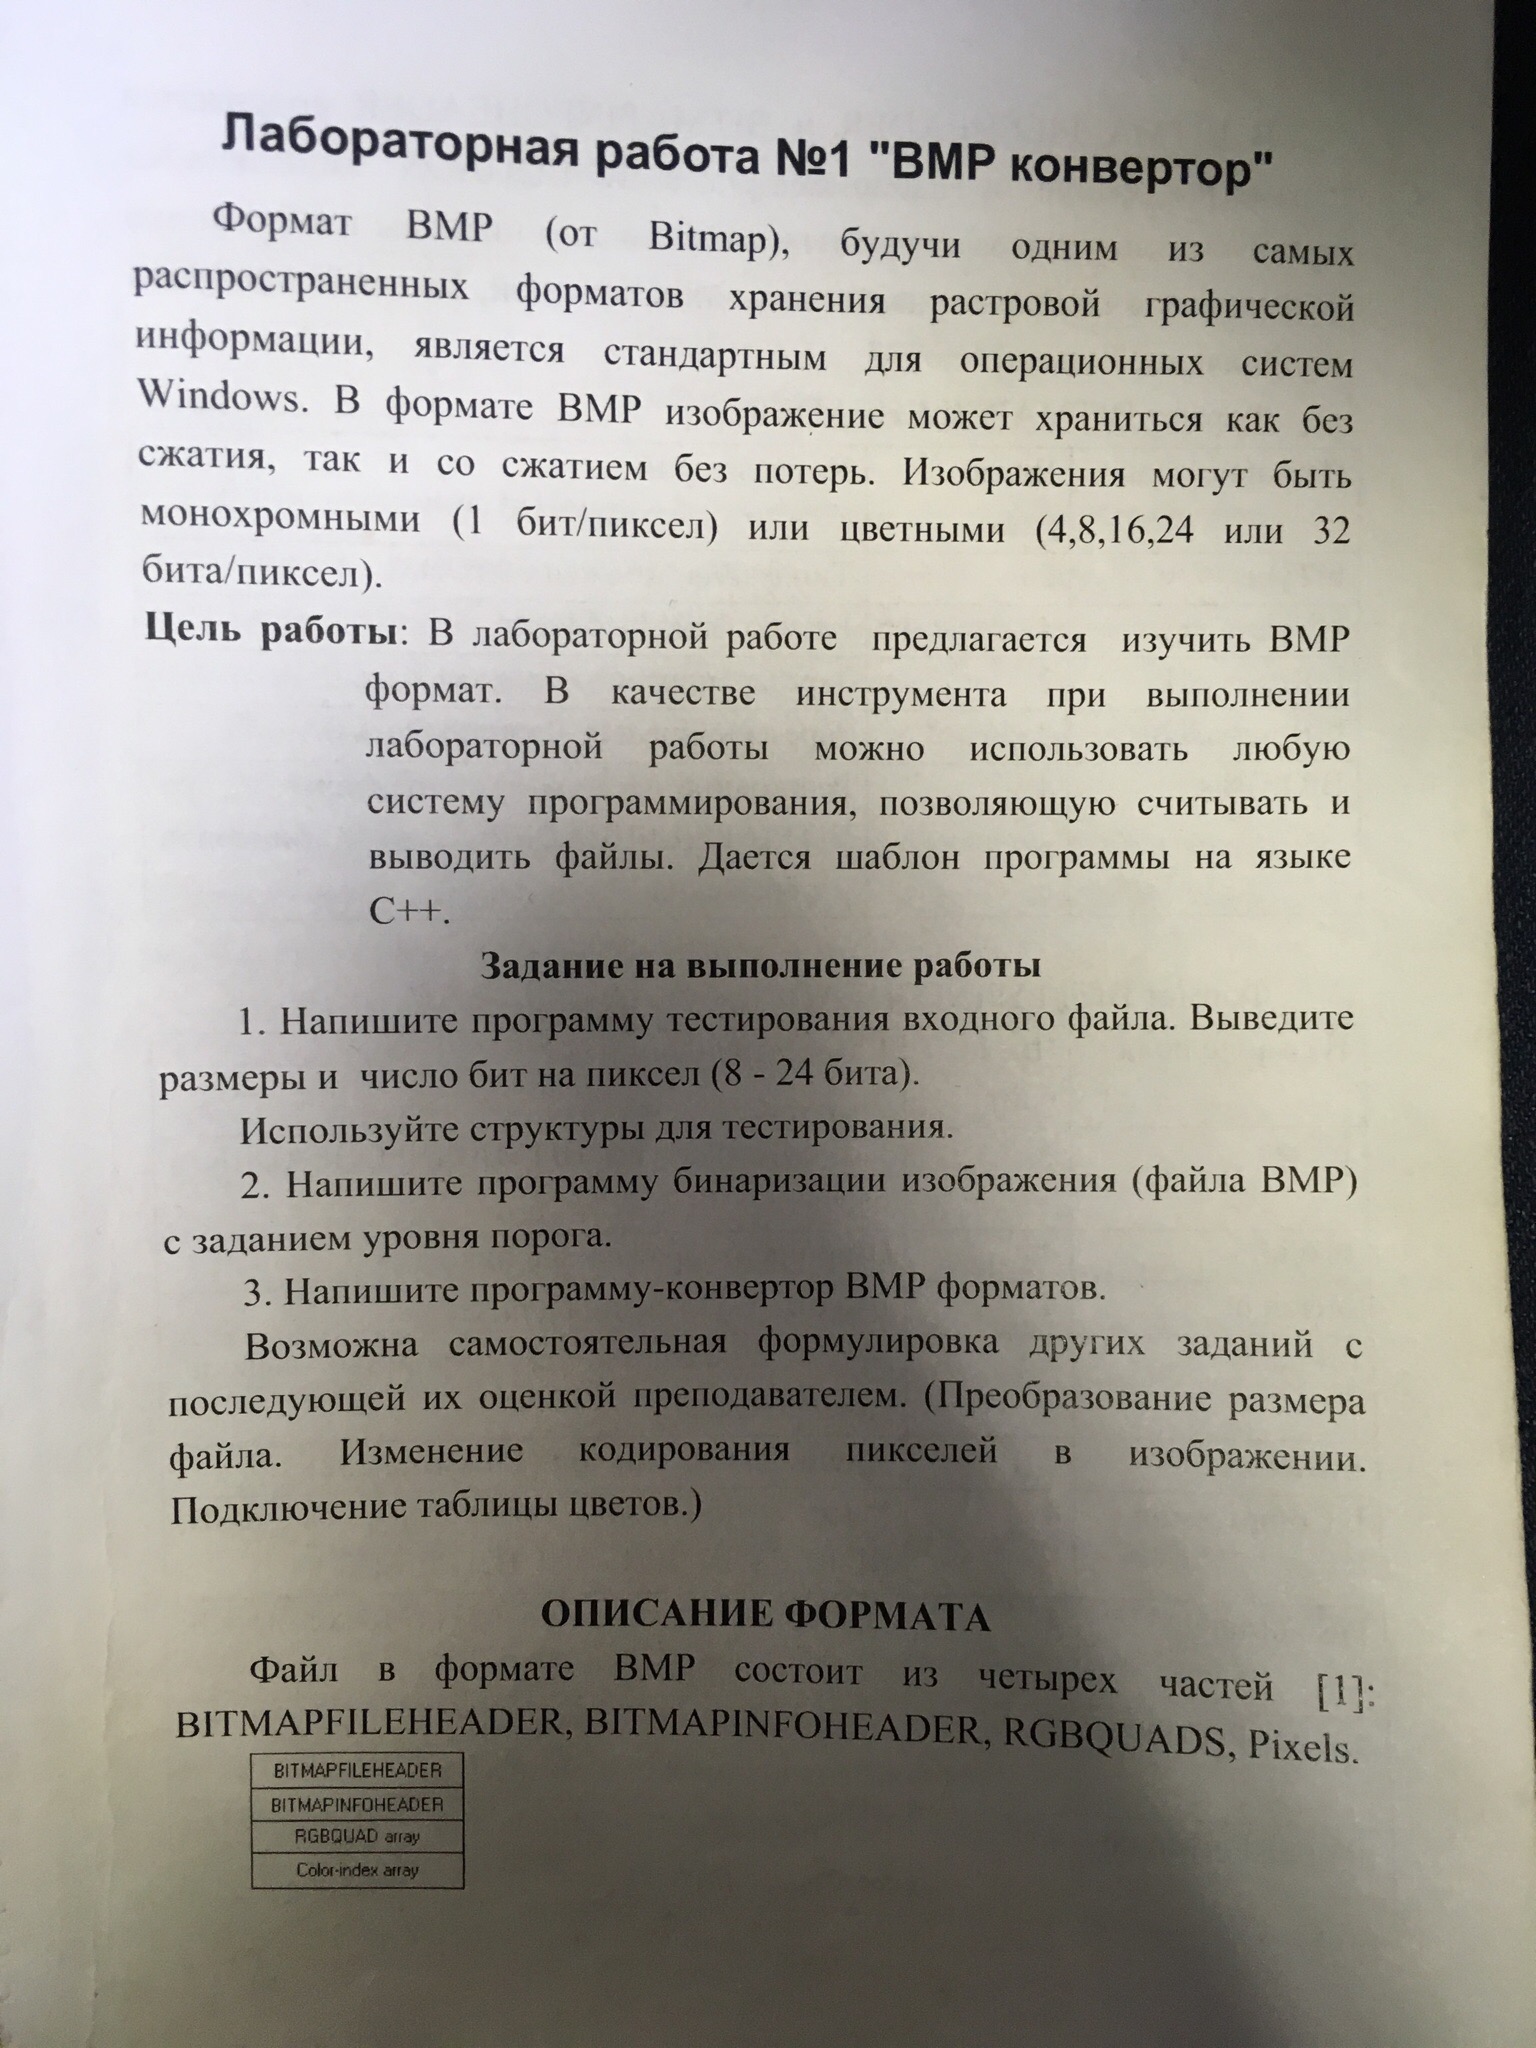 Лабораторная работа №1 "BMP конвертор"
Формат BMP (от Bitmap), будучи одним из самых
распространенных форматов хранения растровой графической
информации, является стандартным для операционных систем
Windows. В формате BMP изображение может храниться как без
сжатия, так и со сжатием без потерь. Изображения могут быть
монохромными (1 бит/пиксел) или цветными (4,8,16,24 или 32
бита/пиксел).
Цель работы: В лабораторной работе предлагается изучить BMP
формат. В качестве инструмента при выполнении
лабораторной работы можно использовать любую
систему программирования, позволяющую считывать и
выводить файлы. Дается шаблон программы на языке
С++.
Задание на выполнение работы
1. Напишите программу тестирования входного файла. Выведите
размеры и число бит на пиксел (8 - 24 бита).
Используйте структуры для тестирования.
2. Напишите программу бинаризации изображения (файла BMP)
с заданием уровня порога.
3. Напишите программу-конвертор BMP форматов.
Возможна самостоятельная формулировка других заданий с
последующей их оценкой преподавателем. (Преобразование размера
файла. Изменение кодирования пикселей в изображении.
Подключение таблицы цветов.)
ОПИСАНИЕ ФОРМАТА
Файл в формате BMP состоит из четырех частей [1]:
BITMAPFILEHEADER, BITMAPINFOHEADER, RGBQUADS, Pixels.
BITMAPFILEHEADER
BITMAPINFOHEADER
RGBQUAD array
Color-index array